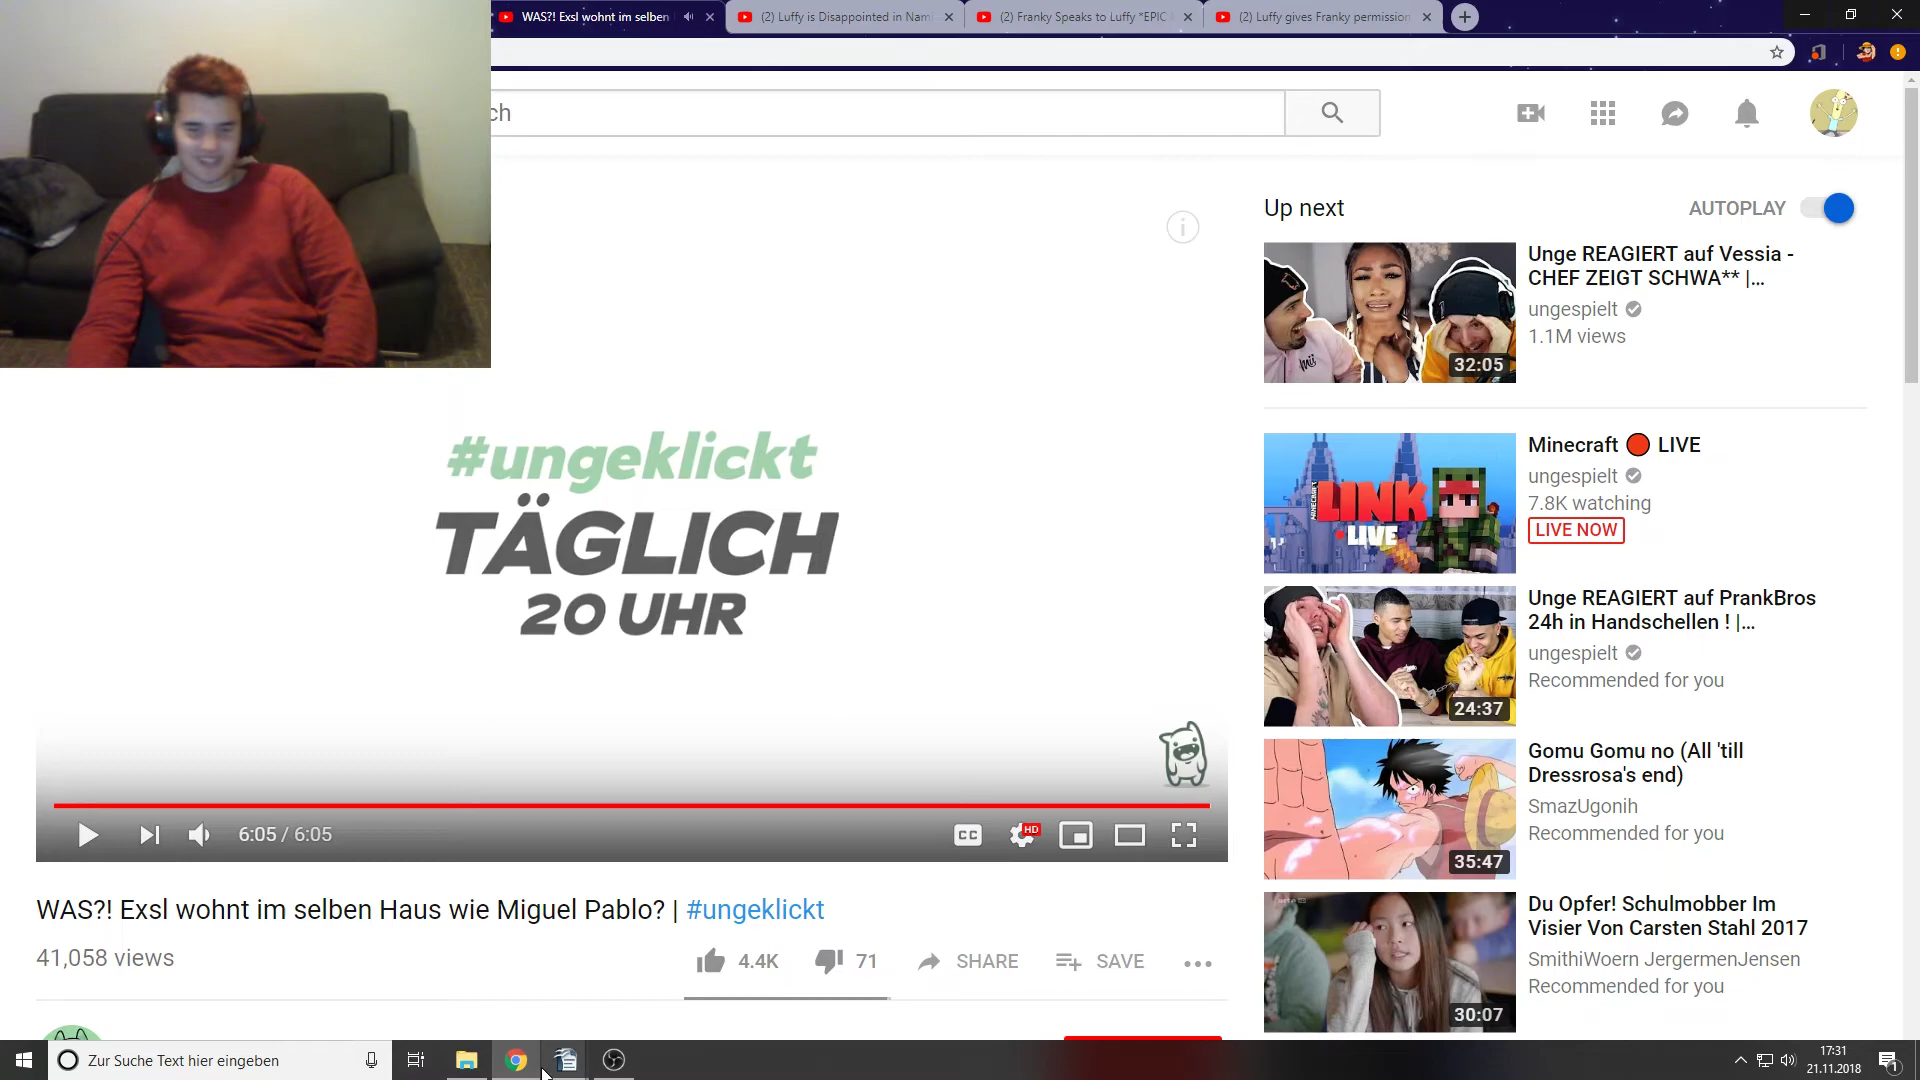 WAS?! Exsl wohnt im selben
(2) Luffy is Disappointed in Nami
(2) Franky Speaks to Luffy *EPIC
(2) Luffy gives Franky permission
ch
#ungeklickt
TÄGLICH
20 UHR
6:05 / 6:05
CC
HD
WAS?! Exsl wohnt im selben Haus wie Miguel Pablo? | #ungeklickt
41,058 views
4.4K
71
SHARE
SAVE
Up next
AUTOPLAY
32:05
Unge REAGIERT auf Vessia -
CHEF ZEIGT SCHWA** |...
ungespielt
1.1M views
MINECRAFT
LINK
LIVE
Minecraft 🔴 LIVE
ungespielt
7.8K watching
LIVE NOW
24:37
Unge REAGIERT auf PrankBros
24h in Handschellen ! |...
ungespielt
Recommended for you
35:47
Gomu Gomu no (All 'till
Dressrosa's end)
SmazUgonih
Recommended for you
arte HD
30:07
Du Opfer! Schulmobber Im
Visier Von Carsten Stahl 2017
SmithiWoern JergermenJensen
Recommended for you
Zur Suche Text hier eingeben
17:31
21.11.2018
1